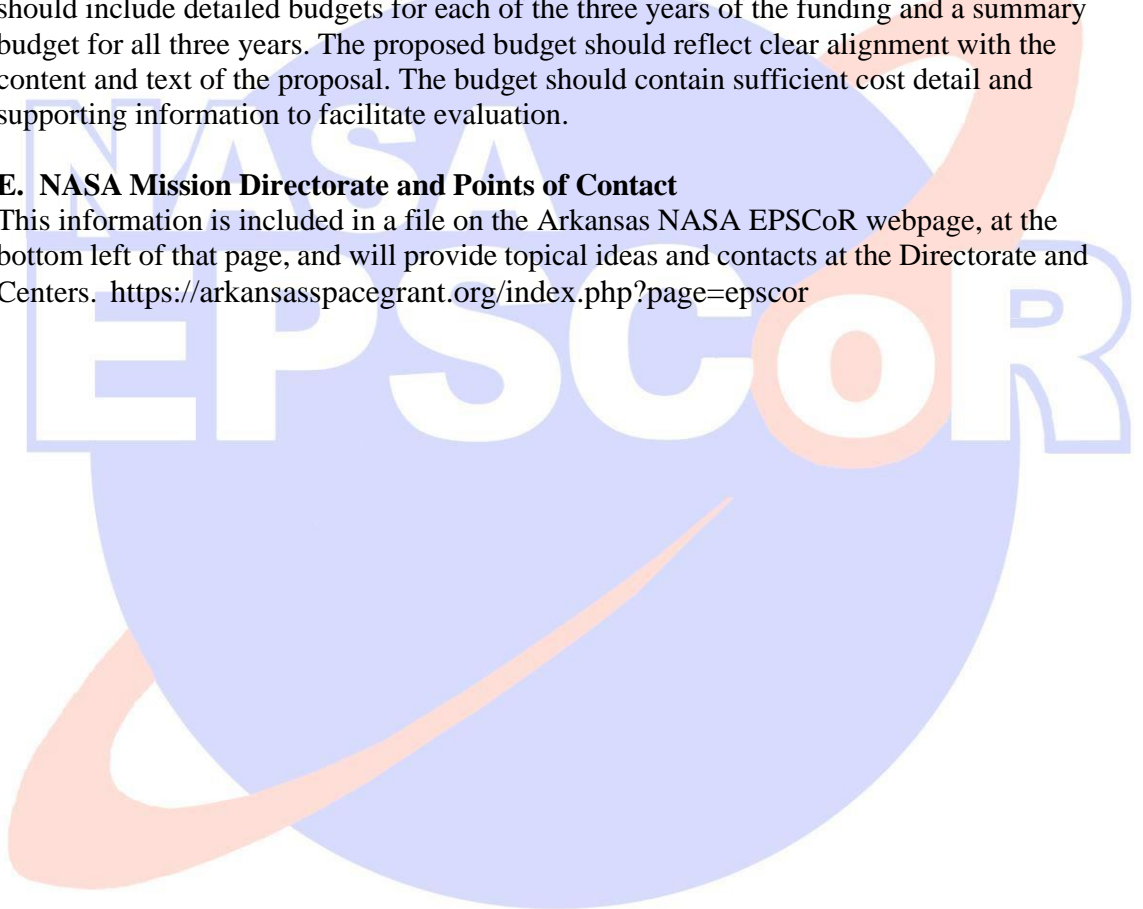 should include detailed budgets for each of the three years of the funding and a summary
budget for all three years. The proposed budget should reflect clear alignment with the
content and text of the proposal. The budget should contain sufficient cost detail and
supporting information to facilitate evaluation.
E. NASA Mission Directorate and Points of Contact
This information is included in a file on the Arkansas NASA EPSCoR webpage, at the
bottom left of that page, and will provide topical ideas and contacts at the Directorate and
Centers. https://arkansasspacegrant.org/index.php?page=epscor
NASA
EPSCoR